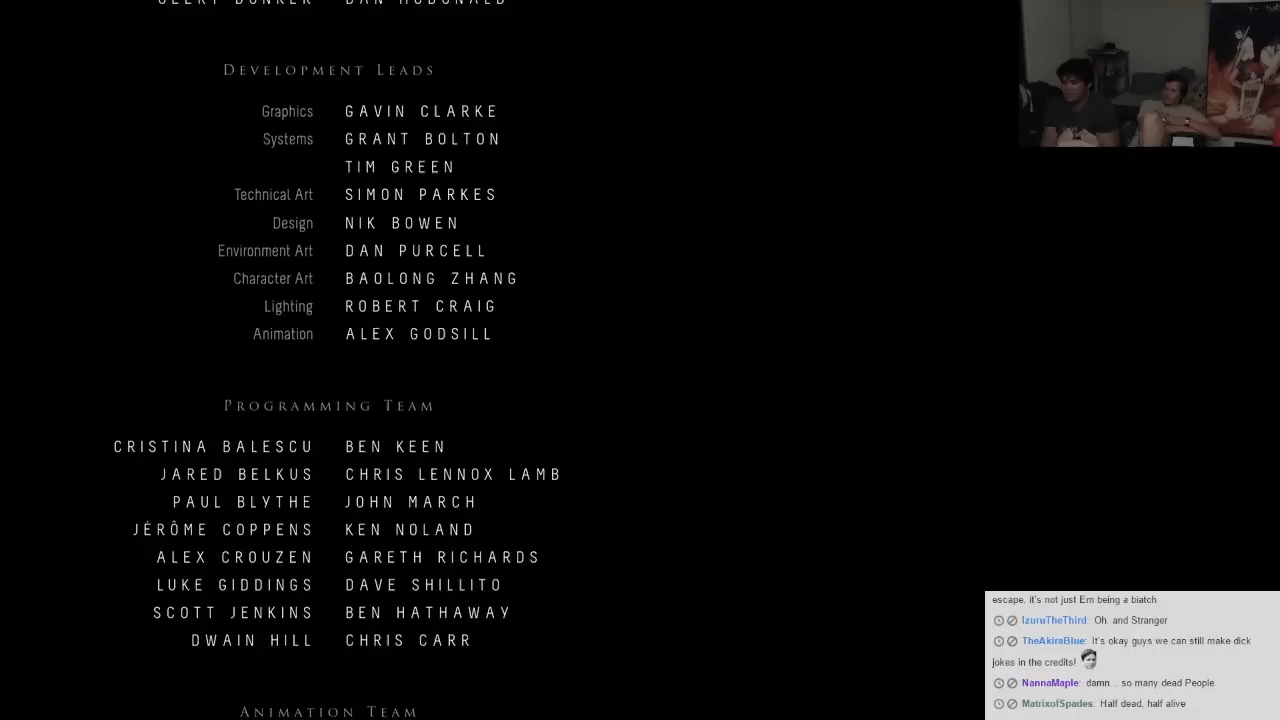 DEVELOPMENT LEADS
Graphics GAVIN CLARKE
Systems GRANT BOLTON
TIM GREEN
Technical Art SIMON PARKES
Design NIK BOWEN
Environment Art DAN PURCELL
Character Art BAOLONG ZHANG
Lighting ROBERT CRAIG
Animation ALEX GODSILL
PROGRAMMING TEAM
CRISTINA BALESCU BEN KEEN
JARED BELKUS CHRIS LENNOX LAMB
PAUL BLYTHE JOHN MARCH
JÉRÔME COPPENS KEN NOLAND
ALEX CROUZEN GARETH RICHARDS
LUKE GIDDINGS DAVE SHILLITO
SCOTT JENKINS BEN HATHAWAY
DWAIN HILL CHRIS CARR
ANIMATION TEAM
escape, it's not just Em being a biatch
IzuruTheThird: Oh, and Stranger
TheAkiraBlue: It's okay guys we can still make dick
jokes in the credits!
NannaMaple: damn... so many dead People
MatrixofSpades: Half dead, half alive